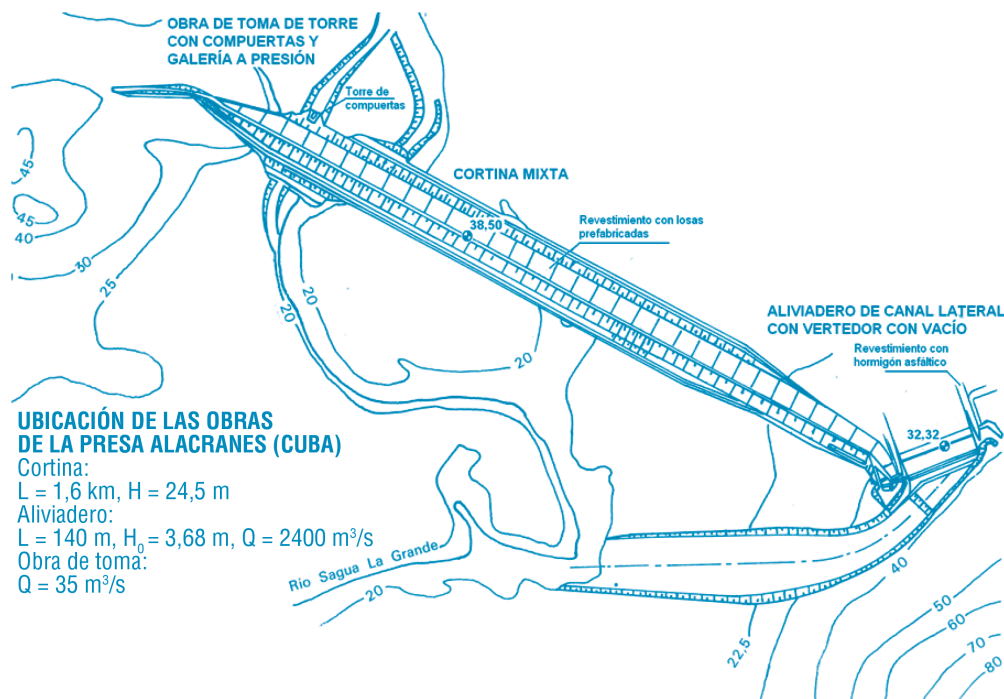 OBRA DE TOMA DE TORRE
CON COMPUERTAS Y
GALERÍA A PRESIÓN
Torre de
compuertas
CORTINA MIXTA
38,50
Revestimiento con losas
prefabricadas
ALIVIADERO DE CANAL LATERAL
CON VERTEDOR CON VACÍO
Revestimiento con
hormigón asfáltico
32,32
45
45
40
30
25
20
20
20
UBICACIÓN DE LAS OBRAS
DE LA PRESA ALACRANES (CUBA)
Cortina:
L = 1,6 km, H = 24,5 m
Aliviadero:
L = 140 m, H₀ = 3,68 m, Q = 2400 m³/s
Obra de toma:
Q = 35 m³/s
Río Sagua La Grande
20
22,5
40
50
60
70
80